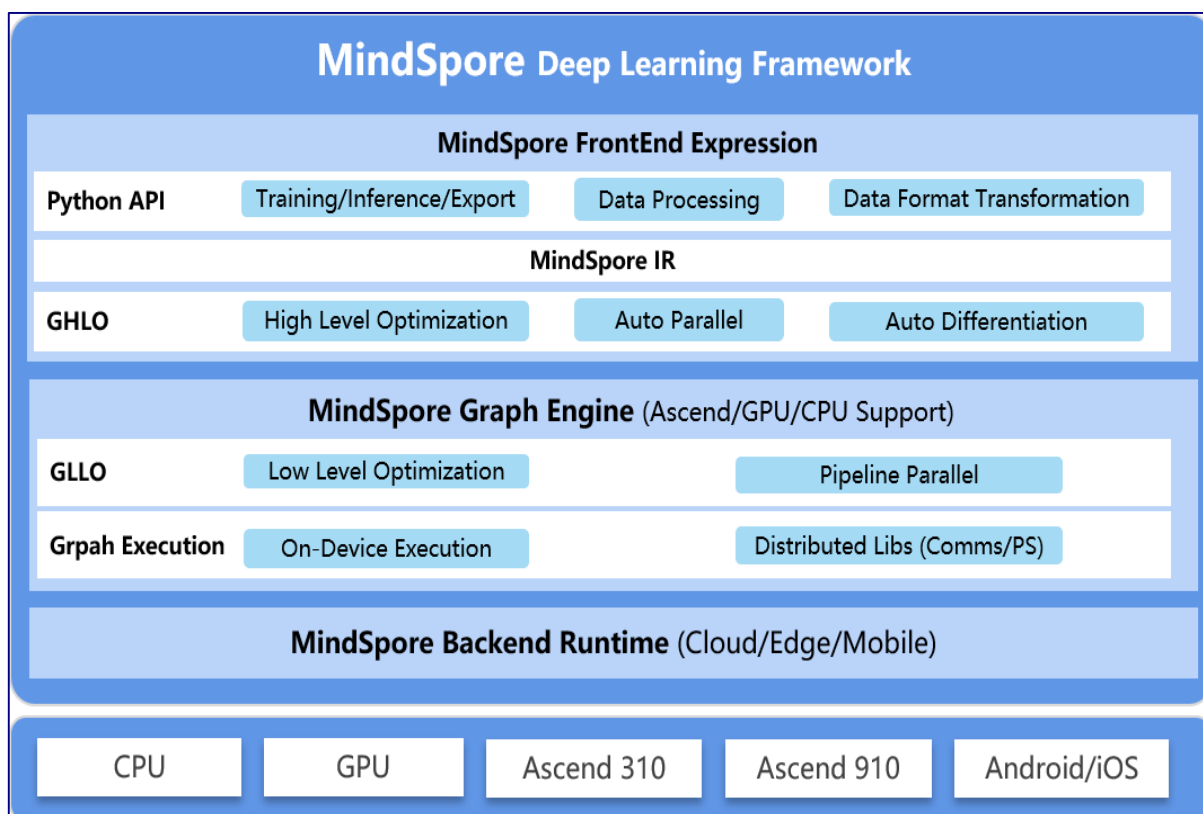 MindSpore Deep Learning Framework
MindSpore FrontEnd Expression
Python API Training/Inference/Export Data Processing Data Format Transformation
MindSpore IR
GHLO High Level Optimization Auto Parallel Auto Differentiation
MindSpore Graph Engine (Ascend/GPU/CPU Support)
GLLO Low Level Optimization Pipeline Parallel
Grpah Execution On-Device Execution Distributed Libs (Comms/PS)
MindSpore Backend Runtime (Cloud/Edge/Mobile)
CPU GPU Ascend 310 Ascend 910 Android/iOS